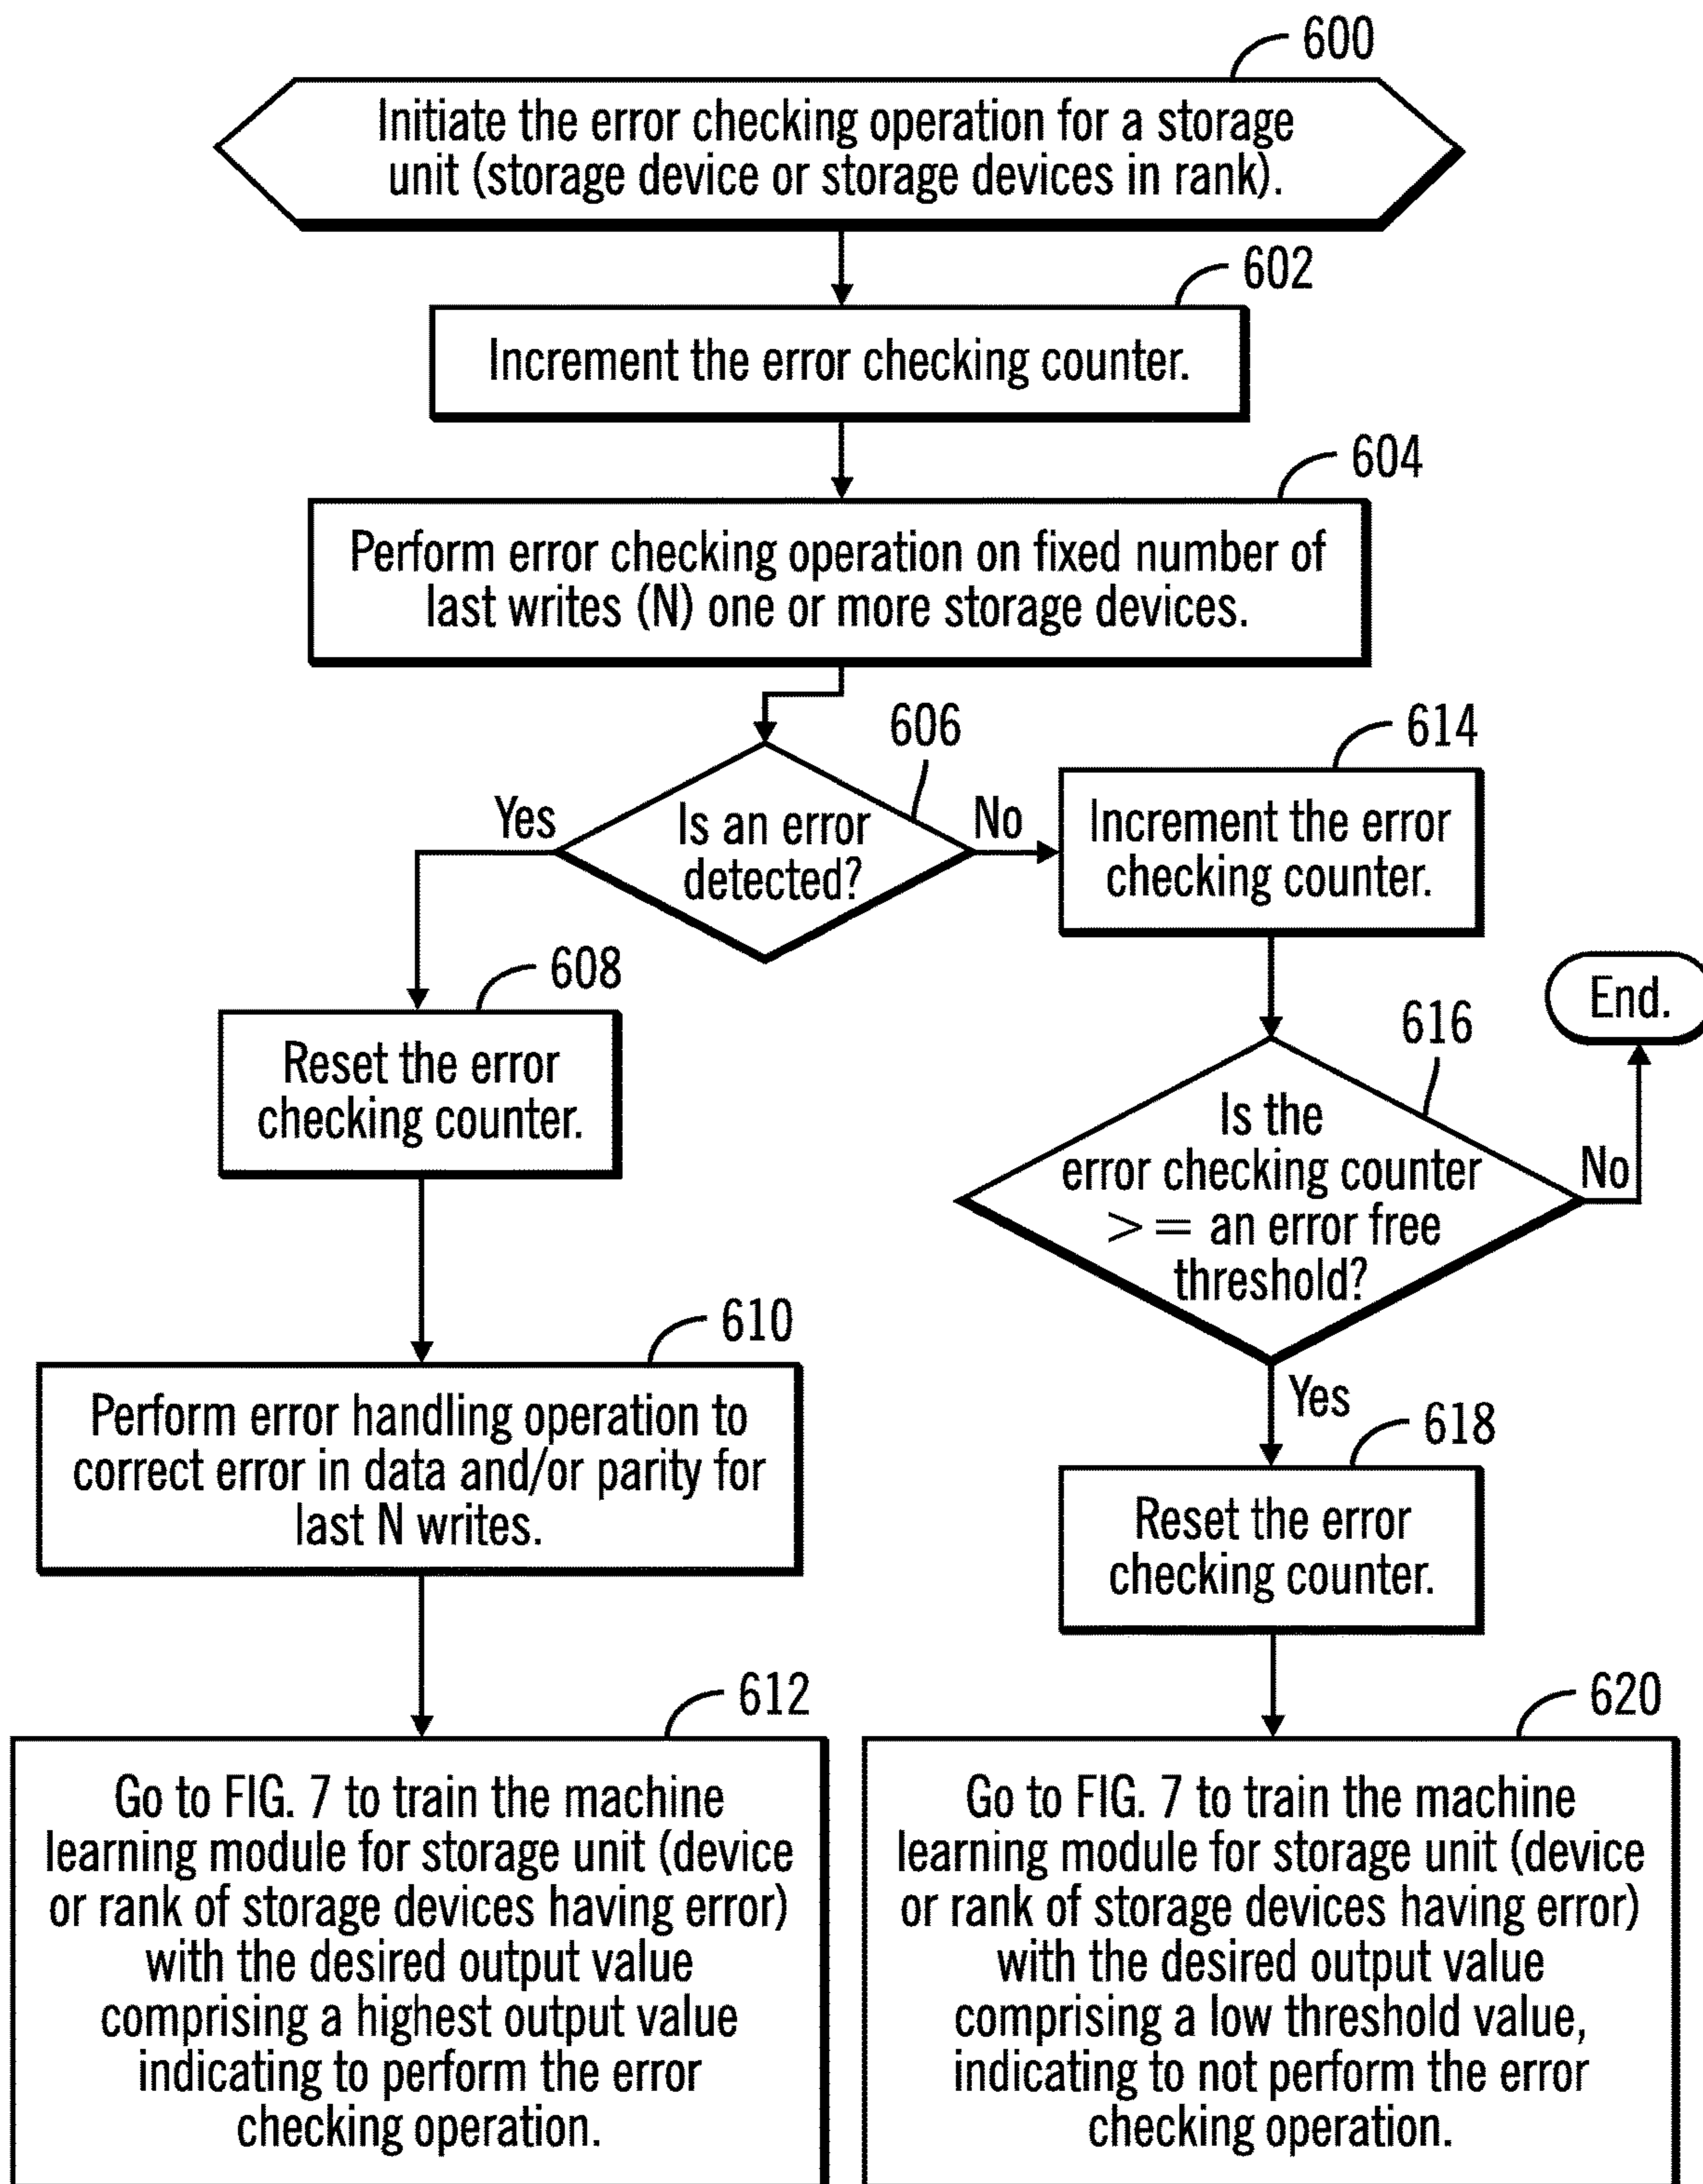 600
Initiate the error checking operation for a storage
unit (storage device or storage devices in rank).
602
Increment the error checking counter.
604
Perform error checking operation on fixed number of
last writes (N) one or more storage devices.
606
Is an error
detected?
Yes
No
614
Increment the error
checking counter.
608
Reset the error
checking counter.
End.
616
Is the
error checking counter
>= an error free
threshold?
No
Yes
610
Perform error handling operation to
correct error in data and/or parity for
last N writes.
618
Reset the error
checking counter.
612
Go to FIG. 7 to train the machine
learning module for storage unit (device
or rank of storage devices having error)
with the desired output value
comprising a highest output value
indicating to perform the error
checking operation.
620
Go to FIG. 7 to train the machine
learning module for storage unit (device
or rank of storage devices having error)
with the desired output value
comprising a low threshold value,
indicating to not perform the error
checking operation.